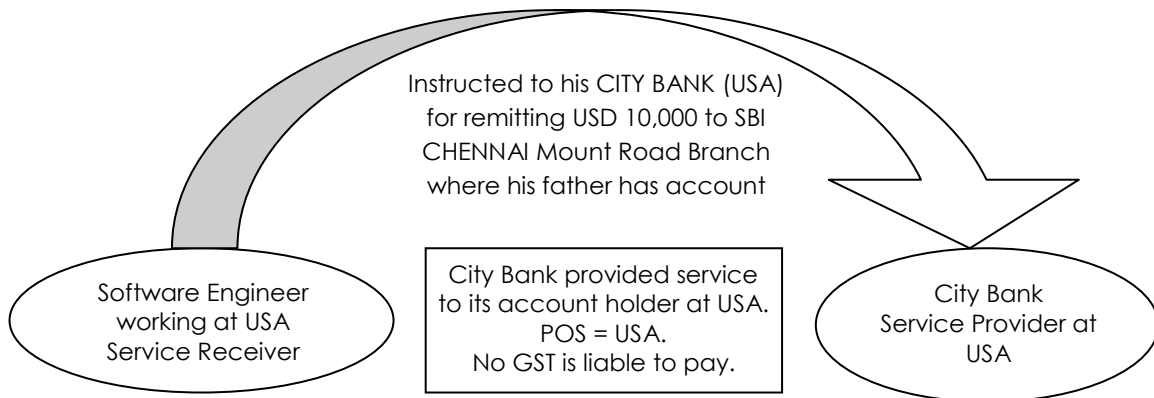 Instructed to his CITY BANK (USA)
for remitting USD 10,000 to SBI
CHENNAI Mount Road Branch
where his father has account
Software Engineer
working at USA
Service Receiver
City Bank provided service
to its account holder at USA.
POS = USA.
No GST is liable to pay.
City Bank
Service Provider at
USA